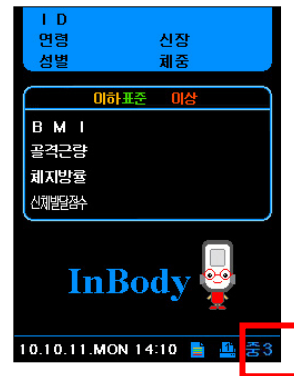 I D
연령 신장
성별 체중
이하 표준 이상
B M I
골격근량
체지방률
신체발달점수
InBody
10.10.11.MON 14:10 중3